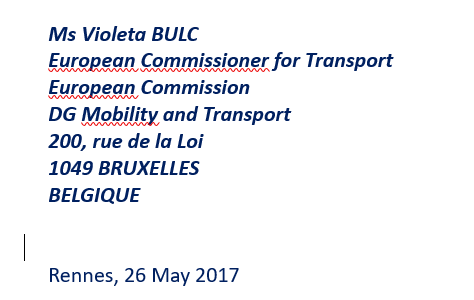 Ms Violeta BULC
European Commissioner for Transport
European Commission
DG Mobility and Transport
200, rue de la Loi
1049 BRUXELLES
BELGIQUE
Rennes, 26 May 2017